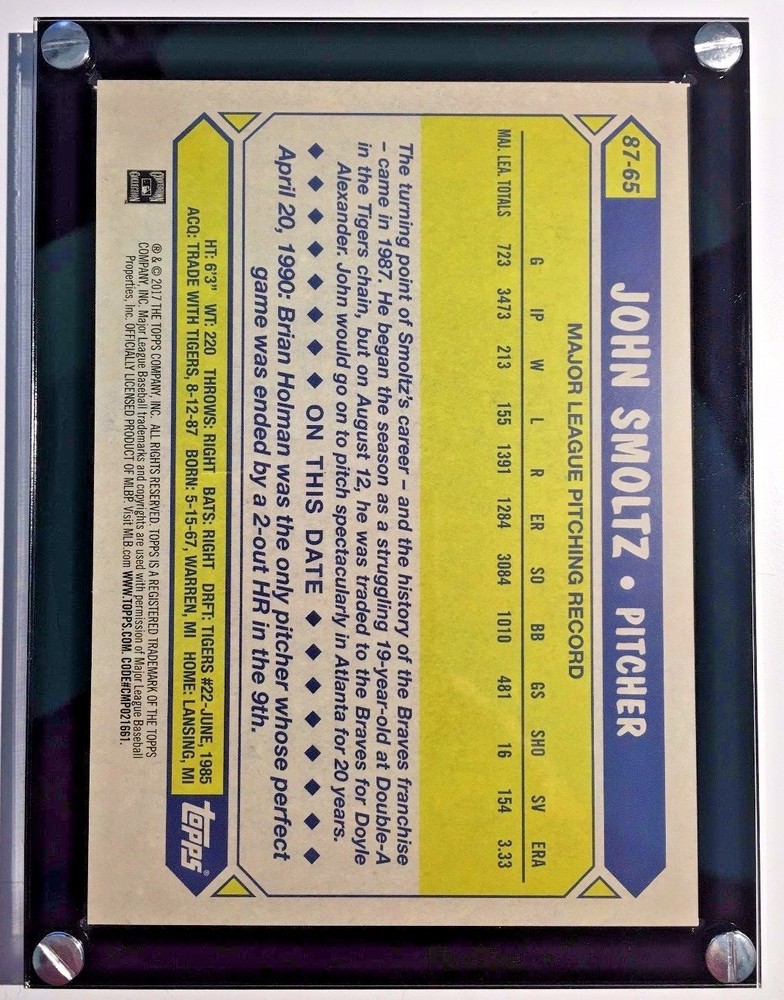 87-65
JOHN SMOLTZ • PITCHER
MAJOR LEAGUE PITCHING RECORD
G IP W L R ER SO BB GS SHO SV ERA
MAJ. LEA. TOTALS 723 3473 213 155 1391 1284 3084 1010 481 16 154 3.33
The turning point of Smoltz's career – and the history of the Braves franchise
– came in 1987. He began the season as a struggling 19-year-old at Double-A
in the Tigers chain, but on August 12, he was traded to the Braves for Doyle
Alexander. John would go on to pitch spectacularly in Atlanta for 20 years.
ON THIS DATE
April 20, 1990: Brian Holman was the only pitcher whose perfect
game was ended by a 2-out HR in the 9th.
HT: 6'3" WT: 220 THROWS: RIGHT BATS: RIGHT DRFT: TIGERS #22-JUNE, 1985
ACQ: TRADE WITH TIGERS, 8-12-87 BORN: 5-15-67, WARREN, MI HOME: LANSING, MI
topps®
® & © 2017 THE TOPPS COMPANY, INC. ALL RIGHTS RESERVED. TOPPS IS A REGISTERED TRADEMARK OF THE TOPPS
COMPANY, INC. Major League Baseball trademarks and copyrights are used with permission of Major League Baseball
Properties, Inc. OFFICIALLY LICENSED PRODUCT OF MLBP. Visit MLB.com WWW.TOPPS.COM. CODE#CMP021661.
COOPERSTOWN
COLLECTION